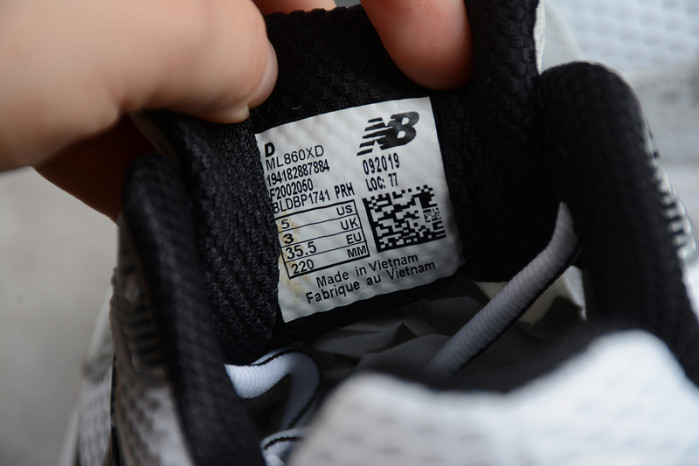 D
NB
ML860XD
194182887884
092019
F2002050
LOC: 77
BLDBP1741 PRH
5 US
3 UK
35.5 EU
220 MM
Made in Vietnam
Fabrique au Vietnam